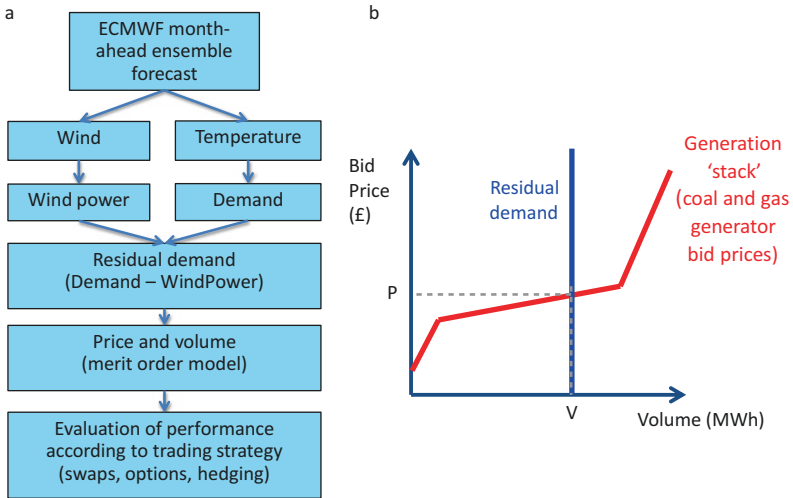 a
ECMWF month-
ahead ensemble
forecast
Wind
Temperature
Wind power
Demand
Residual demand
(Demand – WindPower)
Price and volume
(merit order model)
Evaluation of performance
according to trading strategy
(swaps, options, hedging)
b
Bid
Price
(£)
Residual
demand
Generation
‘stack’
(coal and gas
generator
bid prices)
P
V
Volume (MWh)